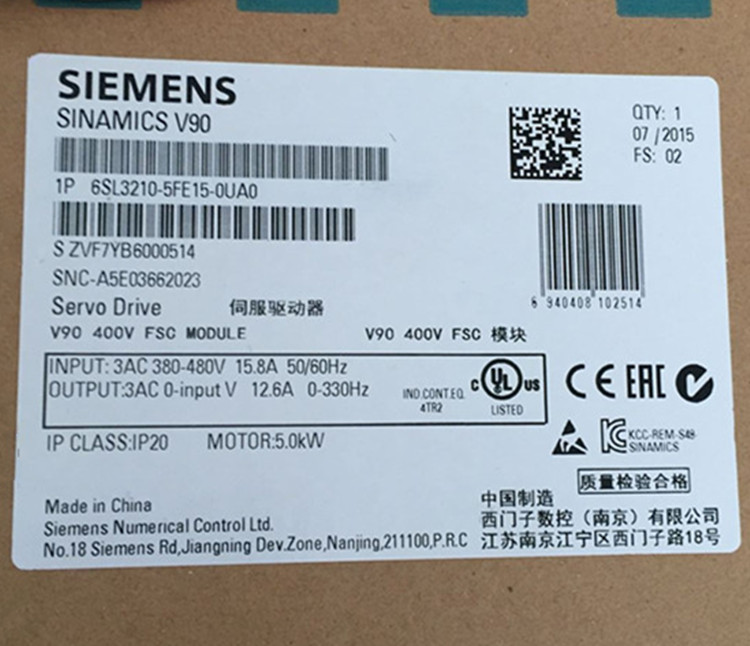 SIEMENS
SINAMICS V90
QTY: 1
07 / 2015
FS: 02
1P 6SL3210-5FE15-0UA0
S ZVF7YB6000514
SNC-A5E03662023
6 940408 102514
Servo Drive 伺服驱动器
V90 400V FSC MODULE V90 400V FSC 模块
INPUT: 3AC 380-480V 15.8A 50/60Hz
OUTPUT:3AC 0-input V 12.6A 0-330Hz
IND.CONT.EQ.
4TR2
C UL US
LISTED
CE EAC
KCC-REM-S49-
SINAMICS
IP CLASS:IP20 MOTOR:5.0kW
质量检验合格
Made in China
Siemens Numerical Control Ltd.
No.18 Siemens Rd,Jiangning Dev.Zone,Nanjing,211100,P.R.C
中国制造
西门子数控（南京）有限公司
江苏南京江宁区西门子路18号